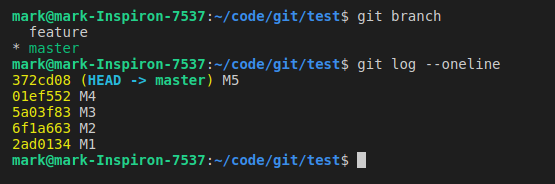 mark@mark-Inspiron-7537:~/code/git/test$ git branch
  feature
* master
mark@mark-Inspiron-7537:~/code/git/test$ git log --oneline
372cd08 (HEAD -> master) M5
01ef552 M4
5a03f83 M3
6f1a663 M2
2ad0134 M1
mark@mark-Inspiron-7537:~/code/git/test$